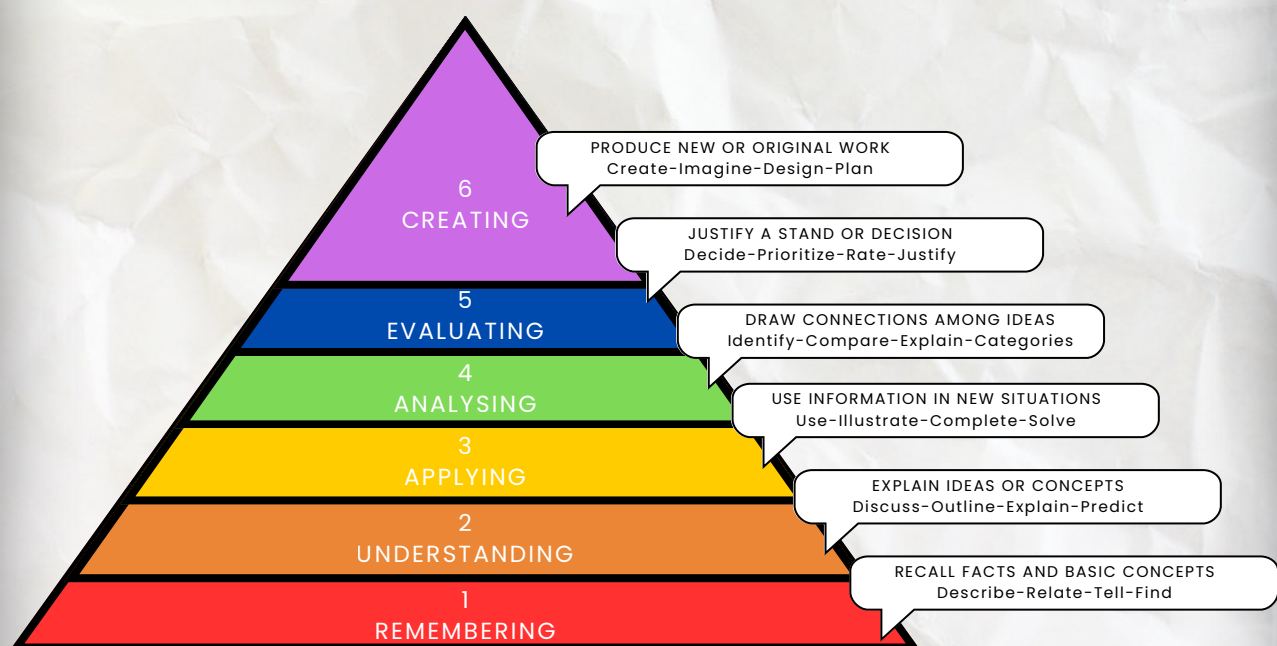 PRODUCE NEW OR ORIGINAL WORK
Create-Imagine-Design-Plan
6
CREATING
JUSTIFY A STAND OR DECISION
Decide-Prioritize-Rate-Justify
5
EVALUATING
DRAW CONNECTIONS AMONG IDEAS
Identify-Compare-Explain-Categories
4
ANALYSING
USE INFORMATION IN NEW SITUATIONS
Use-Illustrate-Complete-Solve
3
APPLYING
EXPLAIN IDEAS OR CONCEPTS
Discuss-Outline-Explain-Predict
2
UNDERSTANDING
RECALL FACTS AND BASIC CONCEPTS
Describe-Relate-Tell-Find
1
REMEMBERING